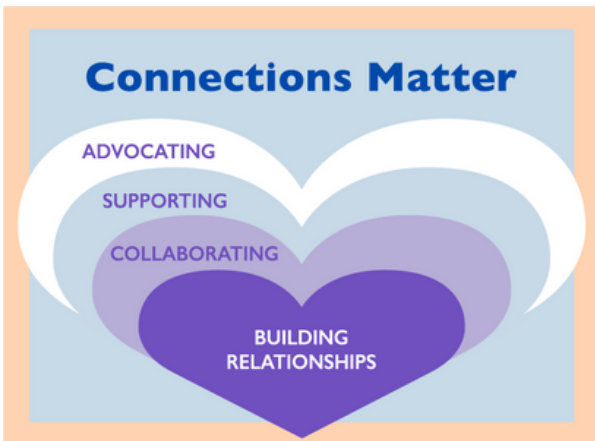 Connections Matter
ADVOCATING
SUPPORTING
COLLABORATING
BUILDING
RELATIONSHIPS